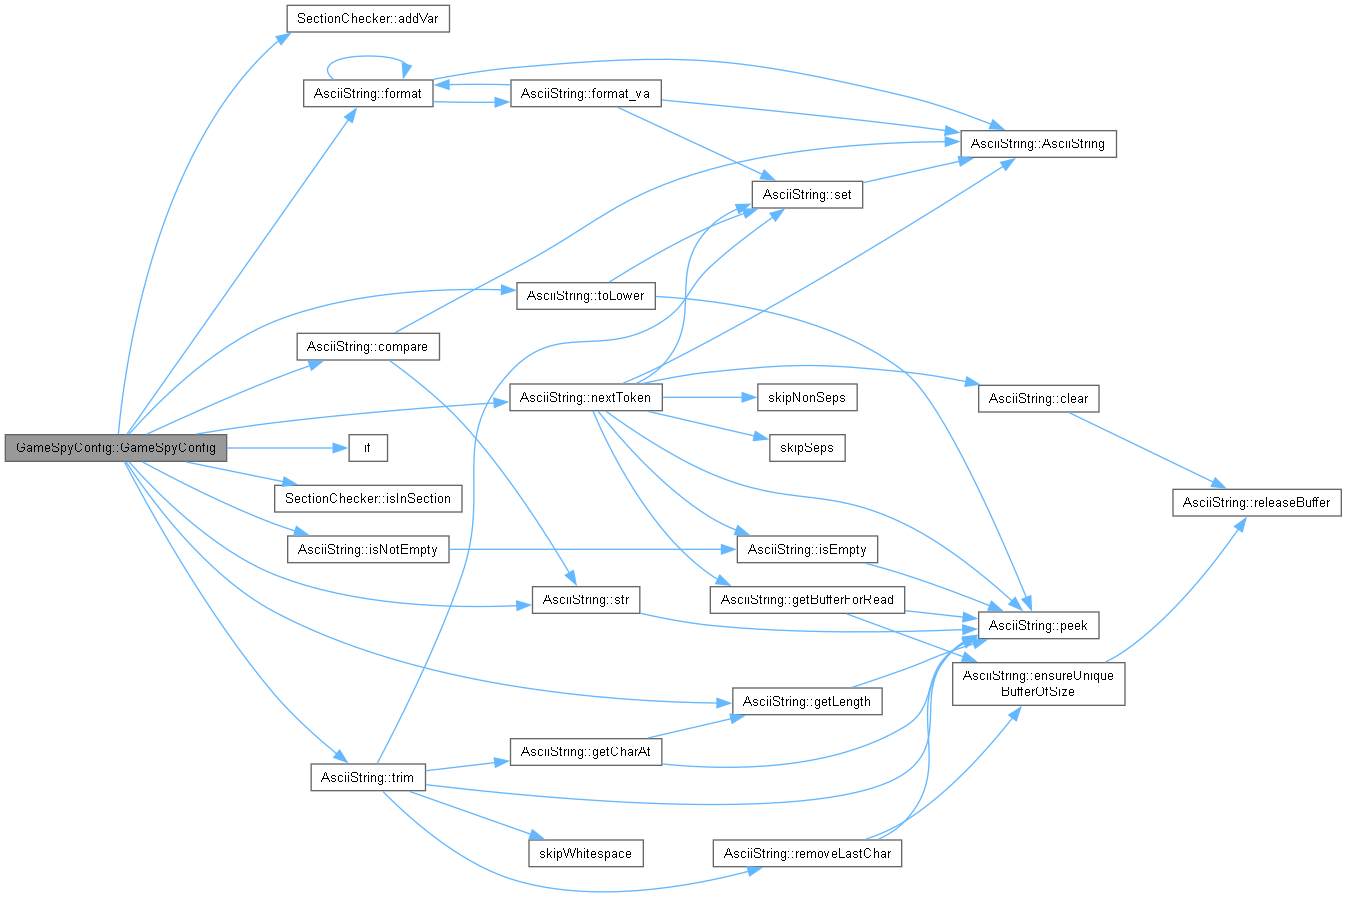 SectionChecker::addVar
AsciiString::format
AsciiString::format_va
AsciiString::AsciiString
AsciiString::set
AsciiString::toLower
AsciiString::compare
AsciiString::nextToken
skipNonSeps
AsciiString::clear
GameSpyConfig::GameSpyConfig
if
skipSeps
SectionChecker::isInSection
AsciiString::releaseBuffer
AsciiString::isNotEmpty
AsciiString::isEmpty
AsciiString::str
AsciiString::getBufferForRead
AsciiString::peek
AsciiString::ensureUnique
BufferOfSize
AsciiString::getLength
AsciiString::getCharAt
AsciiString::trim
skipWhitespace
AsciiString::removeLastChar